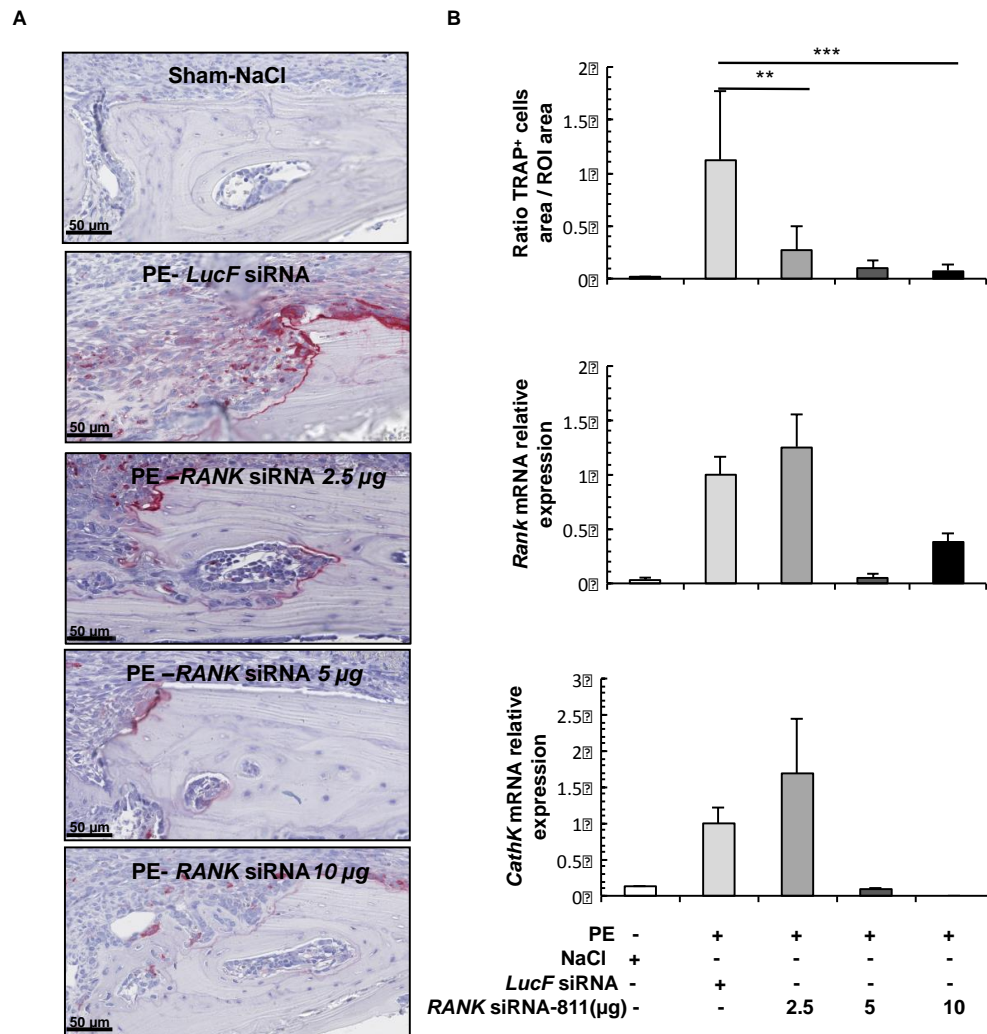 A
Sham-NaCl
50 µm
PE- LucF siRNA
50 µm
PE –RANK siRNA 2.5 µg
50 µm
PE –RANK siRNA 5 µg
50 µm
PE- RANK siRNA 10 µg
50 µm
B
***
**
Ratio TRAP+ cells
area / ROI area
2
1.5
1
0.5
0
Rank mRNA relative
expression
2
1.5
1
0.5
0
CathK mRNA relative
expression
3
2.5
2
1.5
1
0.5
0
PE - + + + +
NaCl + - - - -
LucF siRNA - + - - -
RANK siRNA-811(µg) - - 2.5 5 10